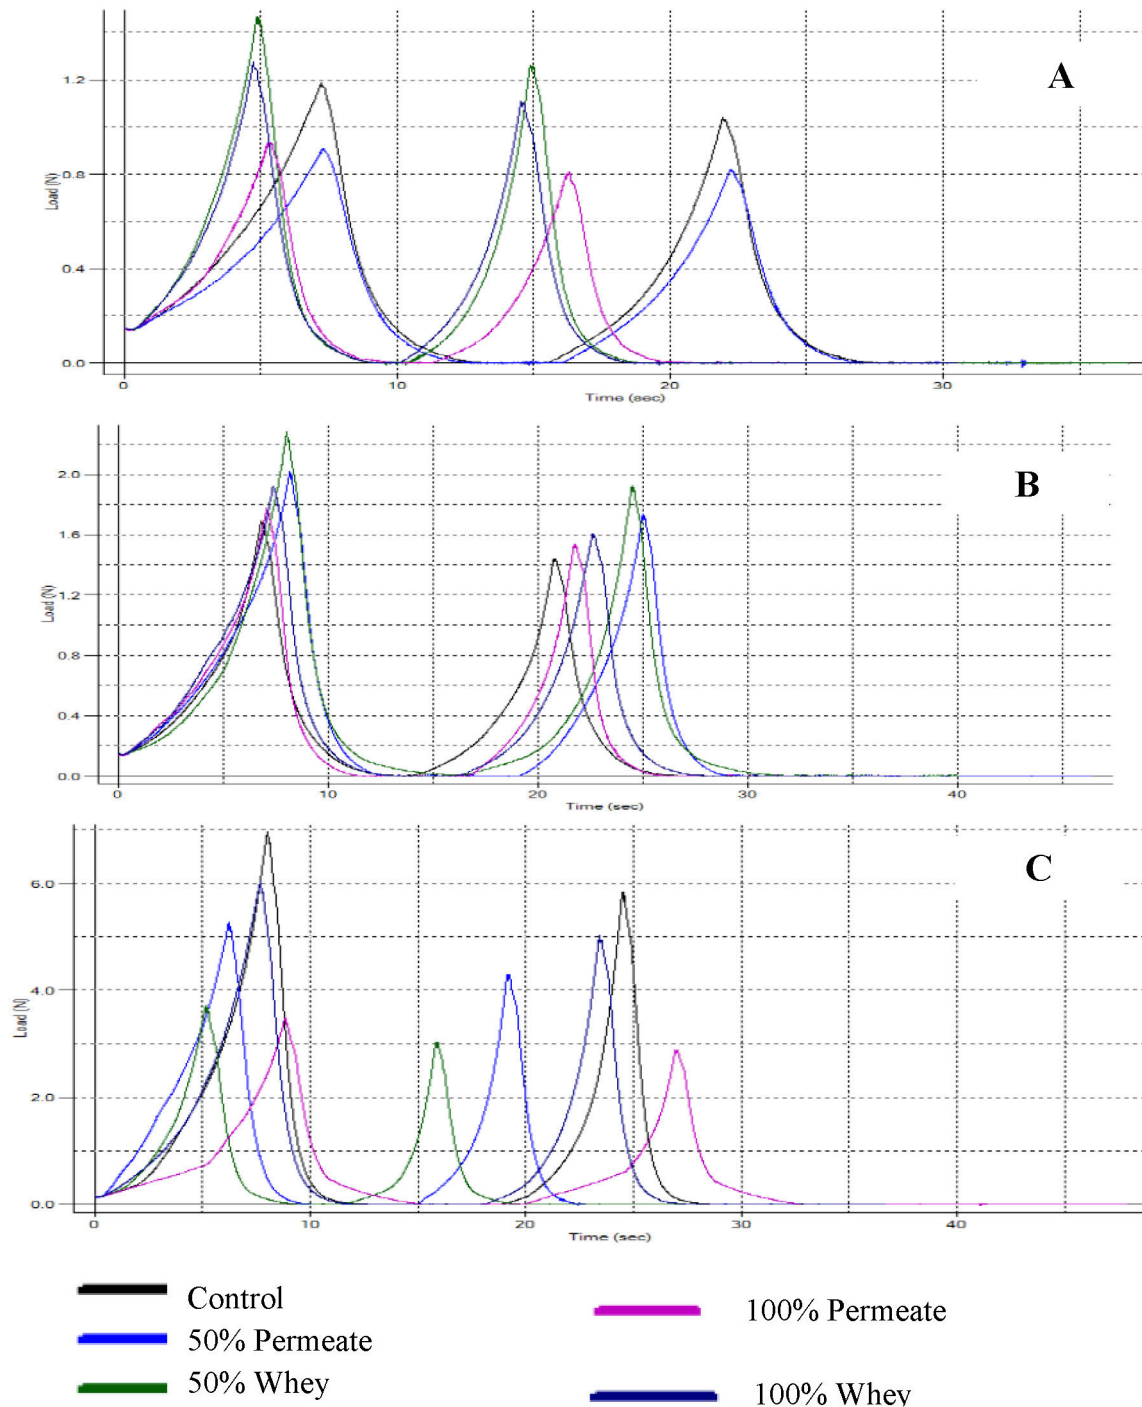 A
1.2
0.8
0.4
0.0
Load (N)
0 10 20 30
Time (sec)
B
2.0
1.6
1.2
0.8
0.4
0.0
Load (N)
0 10 20 30 40
Time (sec)
C
6.0
4.0
2.0
0.0
Load (N)
0 10 20 30 40
Time (sec)
Control
100% Permeate
50% Permeate
50% Whey
100% Whey